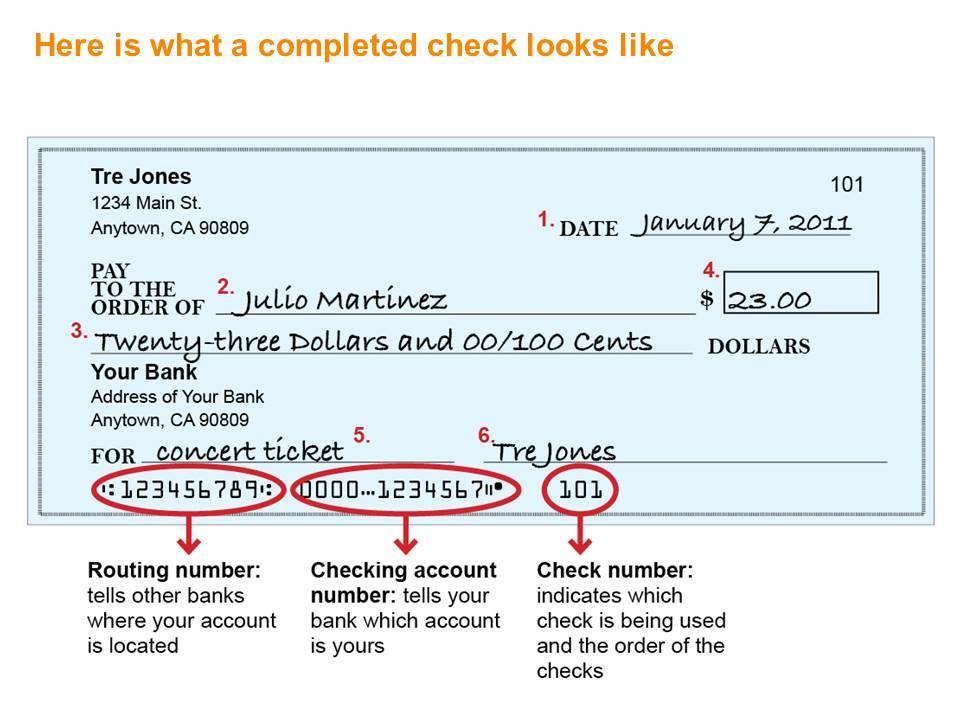 Here is what a completed check looks like
Tre Jones
101
1234 Main St.
Anytown, CA 90809
1. DATE January 7, 2011
PAY
TO THE
ORDER OF 2. Julio Martinez
4. $ 23.00
3. Twenty-three Dollars and 00/100 Cents DOLLARS
Your Bank
Address of Your Bank
Anytown, CA 90809
FOR concert ticket 5. 6. Tre Jones
⑆123456789⑆ 0000⑉1234567⑈ 101
Routing number:
tells other banks
where your account
is located
Checking account
number: tells your
bank which account
is yours
Check number:
indicates which
check is being used
and the order of the
checks